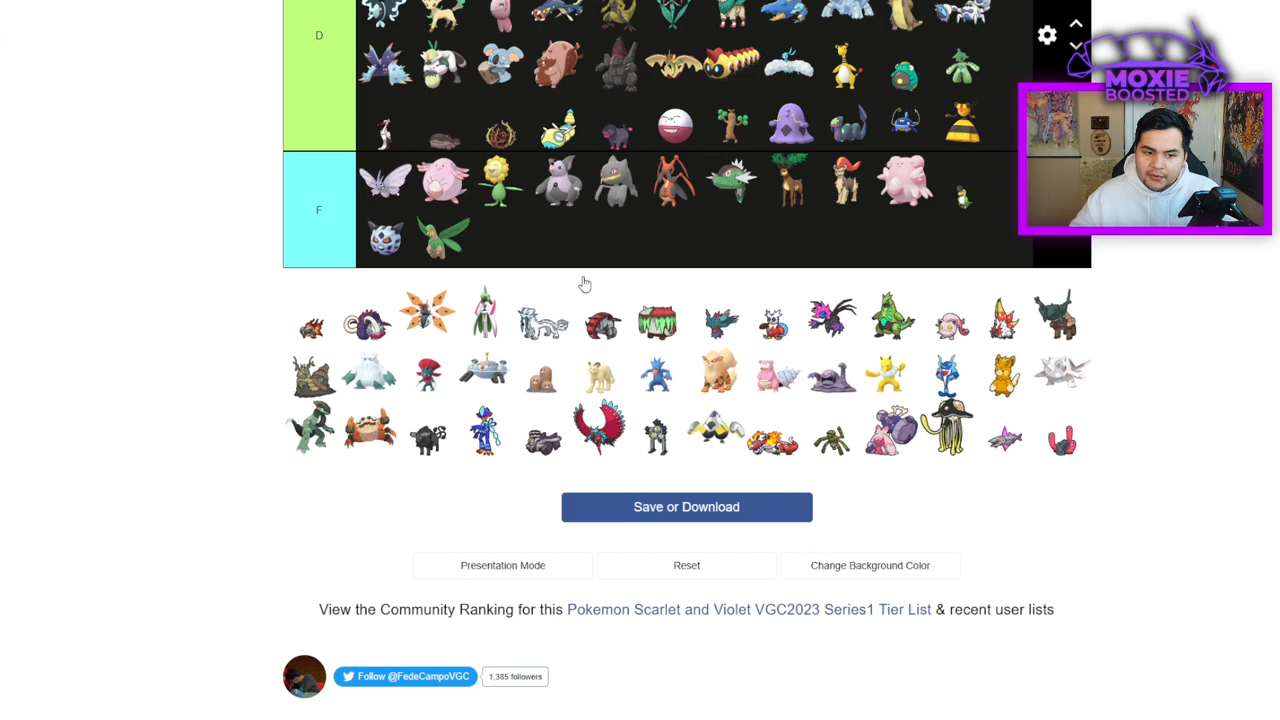 D
MOXIE
BOOSTED
F
Save or Download
Presentation Mode
Reset
Change Background Color
View the Community Ranking for this Pokemon Scarlet and Violet VGC2023 Series1 Tier List & recent user lists
Follow @FedeCampoVGC
1,385 followers